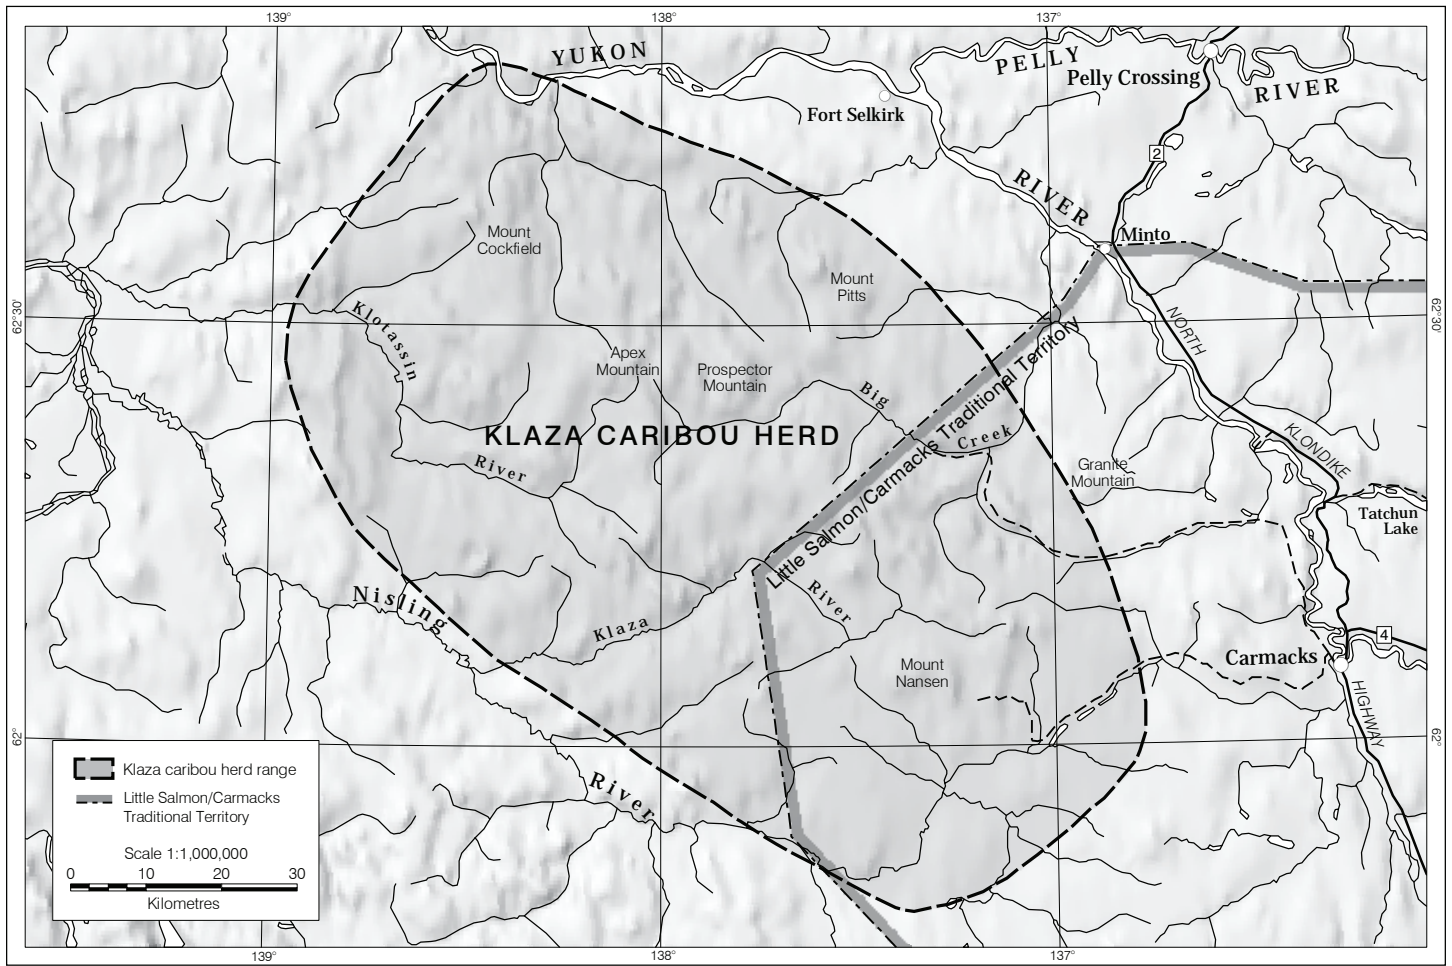 139°
138°
137°
YUKON
PELLY
Pelly Crossing
RIVER
Fort Selkirk
2
RIVER
Minto
Mount
Cockfield
Mount
Pitts
62°30'
62°30'
Klotassin
NORTH
Apex
Mountain
Prospector
Mountain
Big
Little Salmon/Carmacks Traditional Territory
KLAZA CARIBOU HERD
Creek
KLONDIKE
River
Granite
Mountain
Tatchun
Lake
Nisling
Klaza
River
4
Carmacks
Mount
Nansen
HIGHWAY
62°
62°
River
Klaza caribou herd range
Little Salmon/Carmacks
Traditional Territory
Scale 1:1,000,000
0 10 20 30
Kilometres
139°
138°
137°